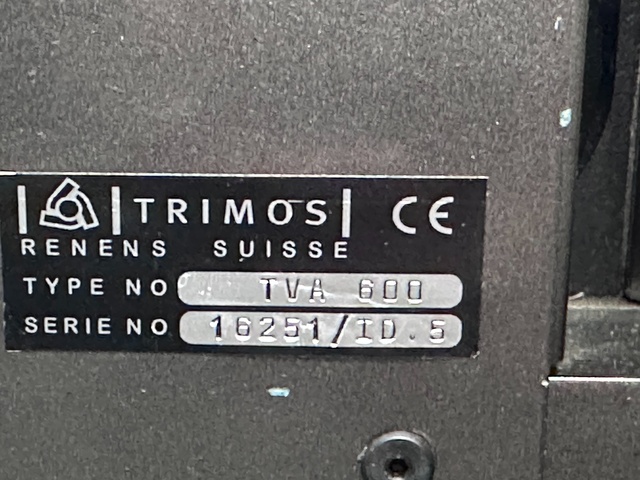 TRIMOS CE
RENENS SUISSE
TYPE NO TVA 600
SERIE NO 16251/ID.5